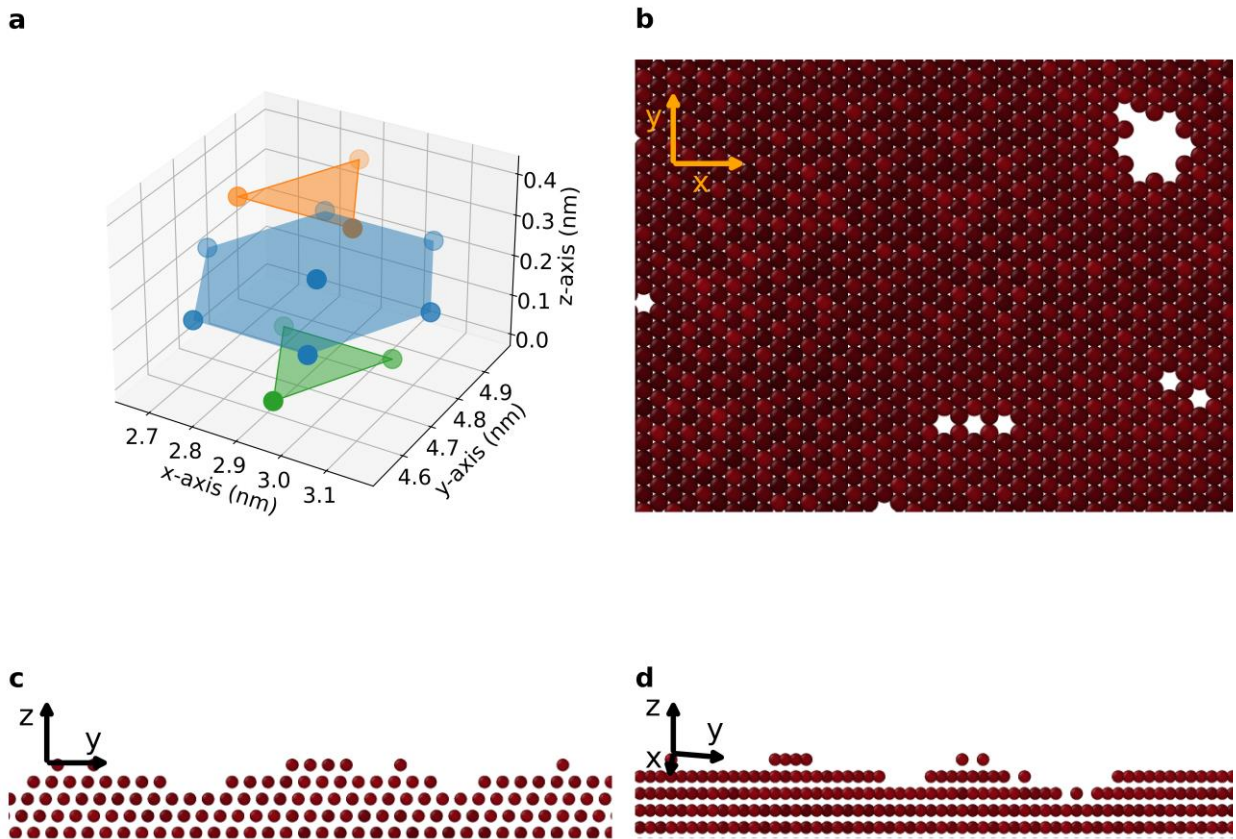 a
0.4
0.3
0.2
0.1
0.0
z-axis (nm)
2.7
2.8
2.9
3.0
3.1
x-axis (nm)
4.6
4.7
4.8
4.9
y-axis (nm)
b
y
x
c
z
y
d
z
y
x